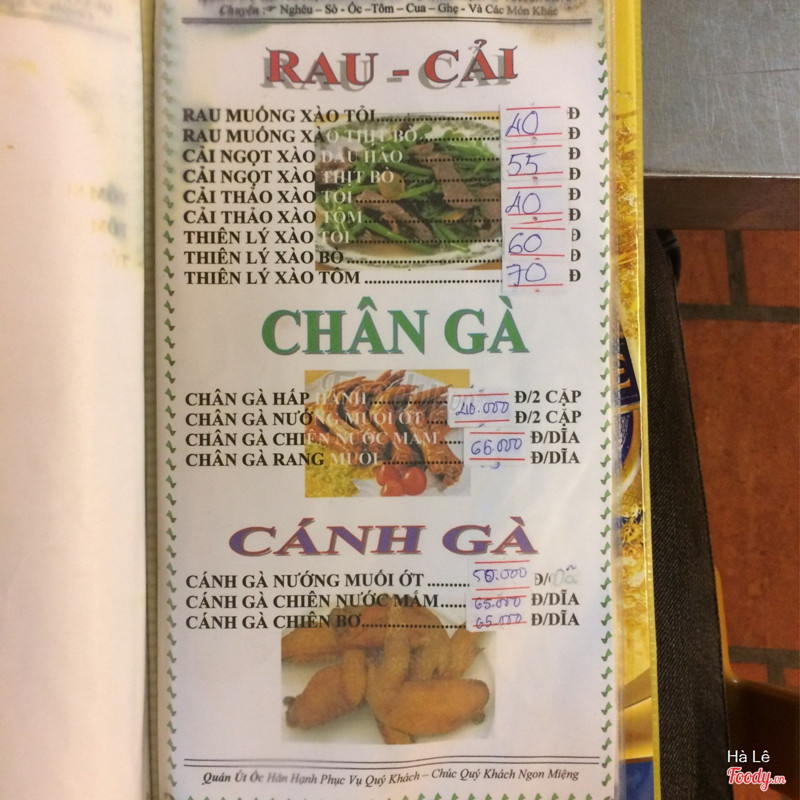 Chuyên : Nghêu – Sò - Ốc –Tôm – Cua – Ghẹ - Và Các Món Khác
RAU - CẢI
RAU MUỐNG XÀO TỎI 40 Đ
RAU MUỐNG XÀO THỊT BÒ Đ
CẢI NGỌT XÀO DẦU HÀO 55 Đ
CẢI NGỌT XÀO THỊT BÒ Đ
CẢI THẢO XÀO TỎI 40 Đ
CẢI THẢO XÀO TÔM Đ
THIÊN LÝ XÀO TỎI 60 Đ
THIÊN LÝ XÀO BÒ Đ
THIÊN LÝ XÀO TÔM 70 Đ
CHÂN GÀ
CHÂN GÀ HẤP HÀNH Đ/2 CẶP
CHÂN GÀ NƯỚNG MUỐI ỚT Đ/2 CẶP
CHÂN GÀ CHIÊN NƯỚC MẮM 66.000 Đ/DĨA
CHÂN GÀ RANG MUỐI Đ/DĨA
CÁNH GÀ
CÁNH GÀ NƯỚNG MUỐI ỚT 50.000 Đ/
CÁNH GÀ CHIÊN NƯỚC MẮM 65.000 Đ/DĨA
CÁNH GÀ CHIÊN BƠ 65.000 Đ/DĨA
Quán Út Ốc Hân Hạnh Phục Vụ Quý Khách – Chúc Quý Khách Ngon Miệng
Hà Lê
Foody.vn